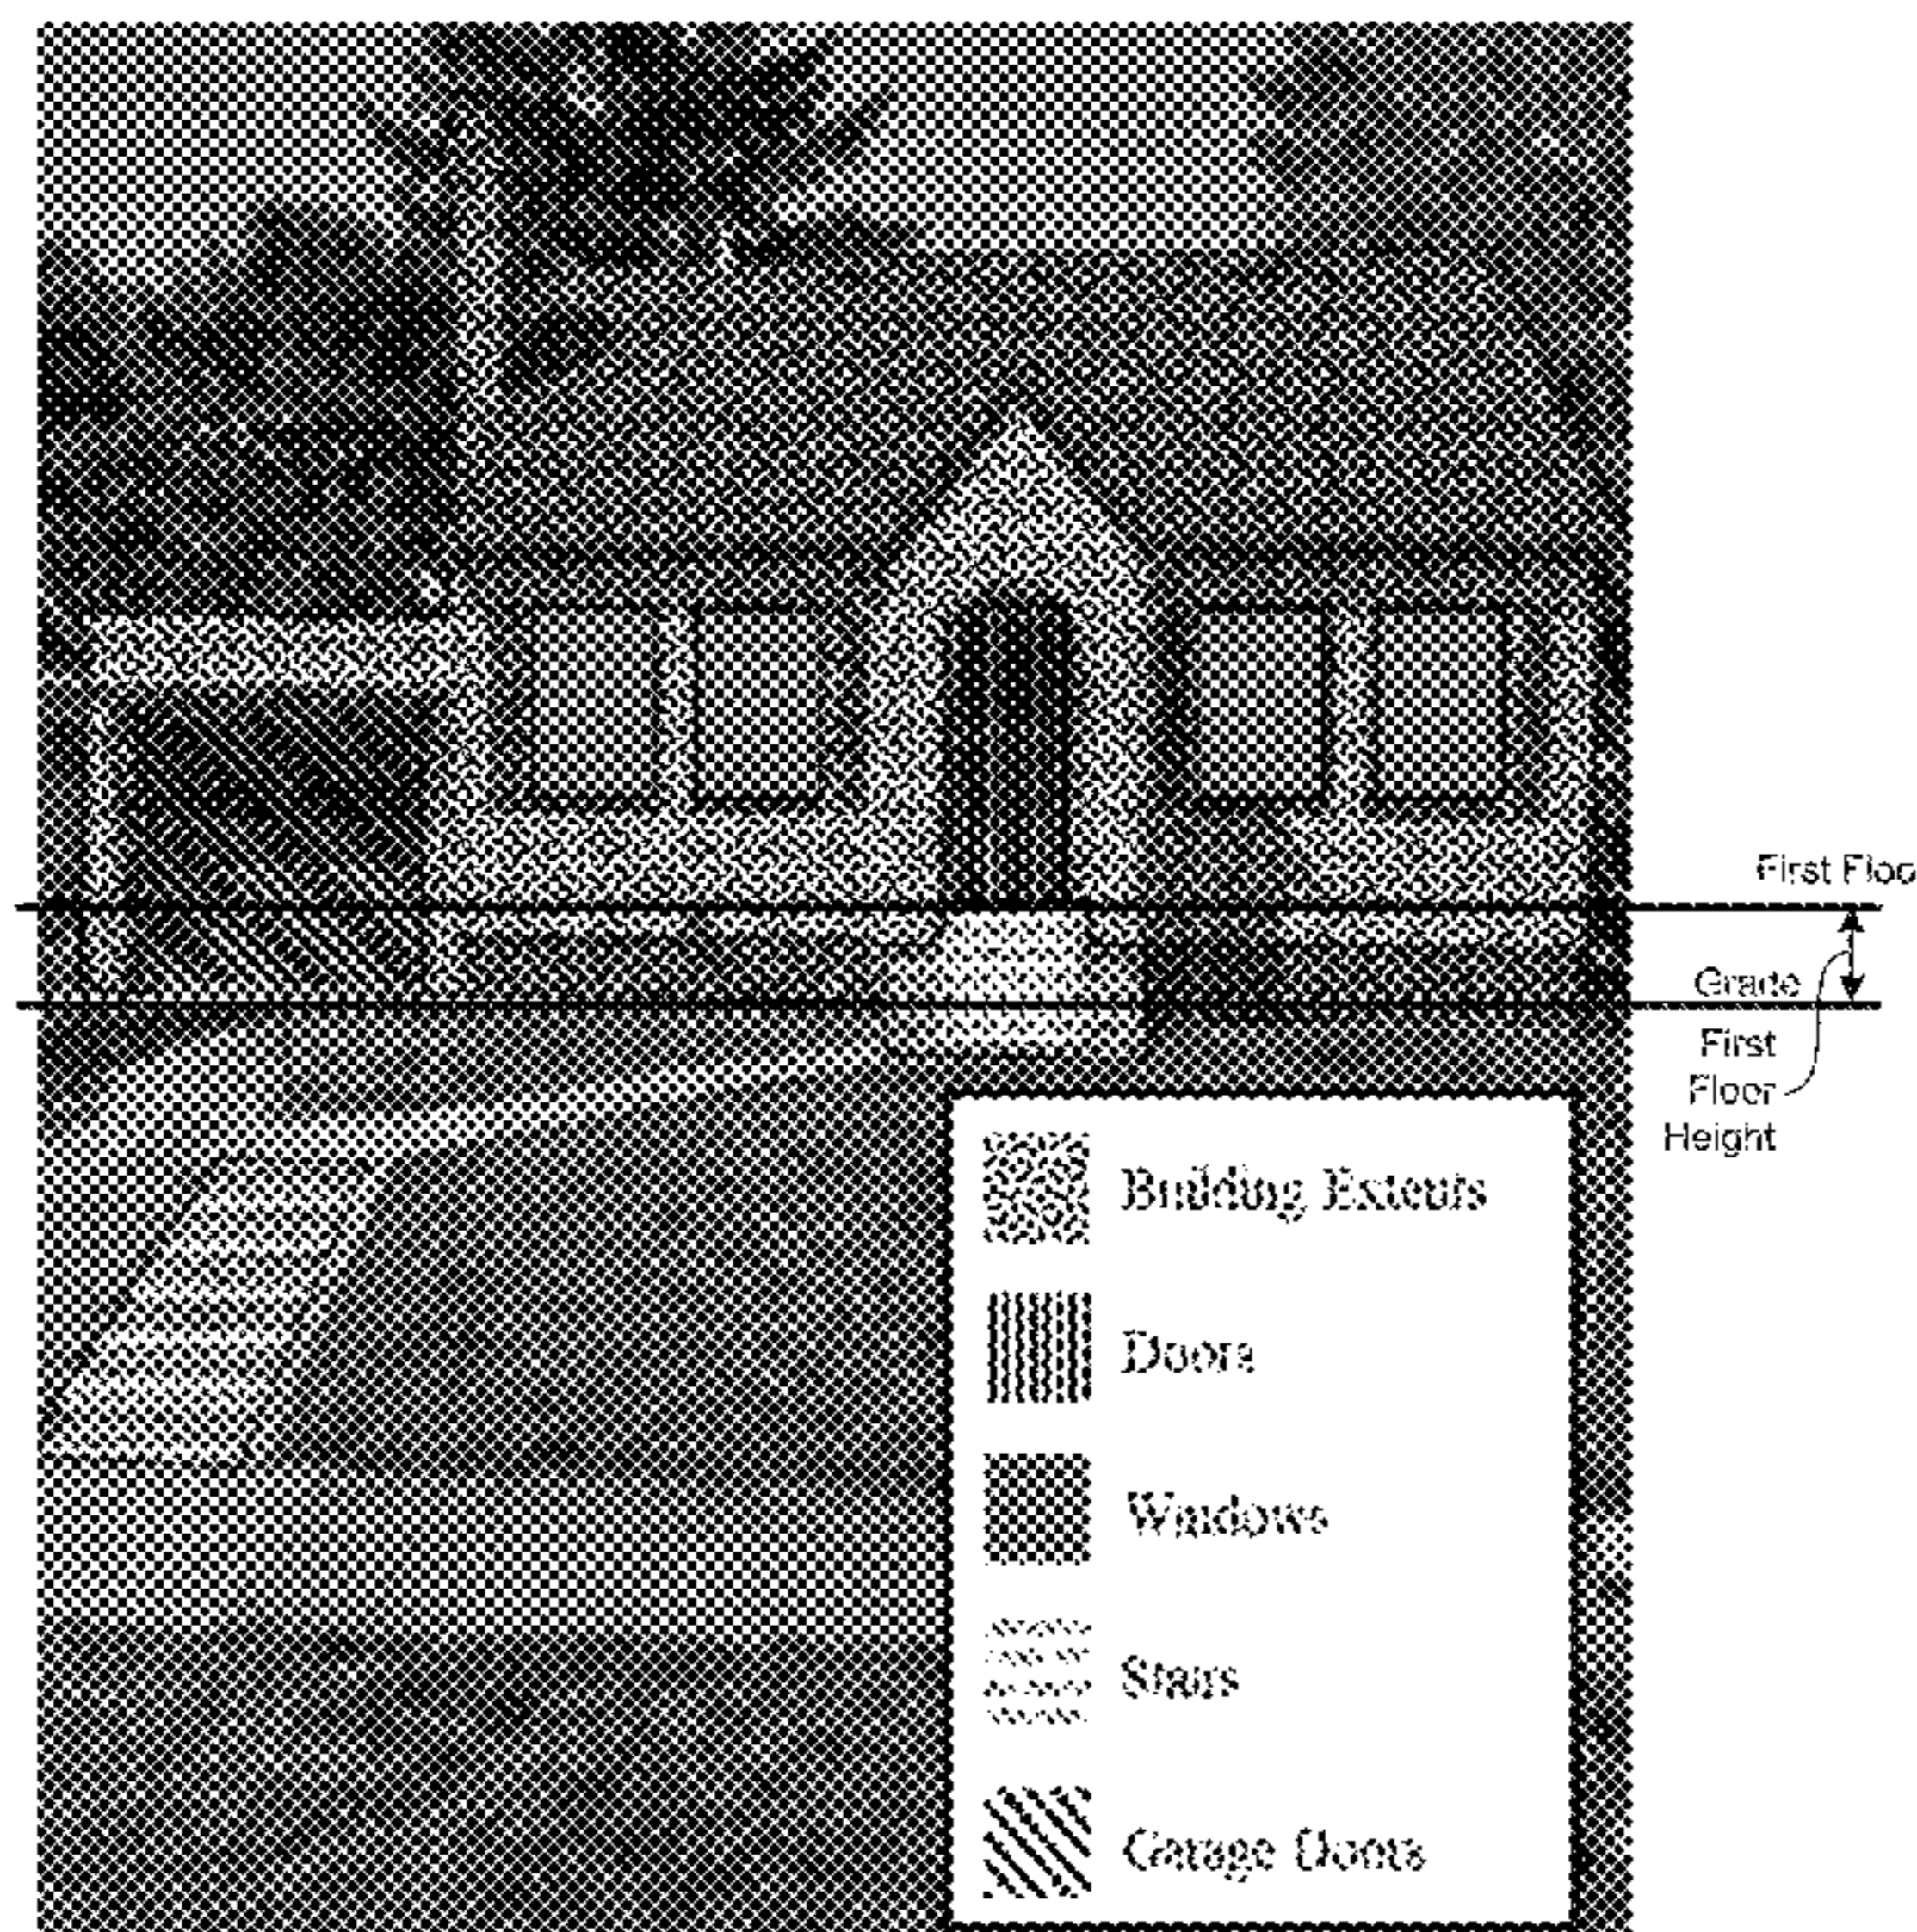 First Floo
Grade
First
Floor
Height
Building Extents
Doors
Windows
Stairs
Garage Doors